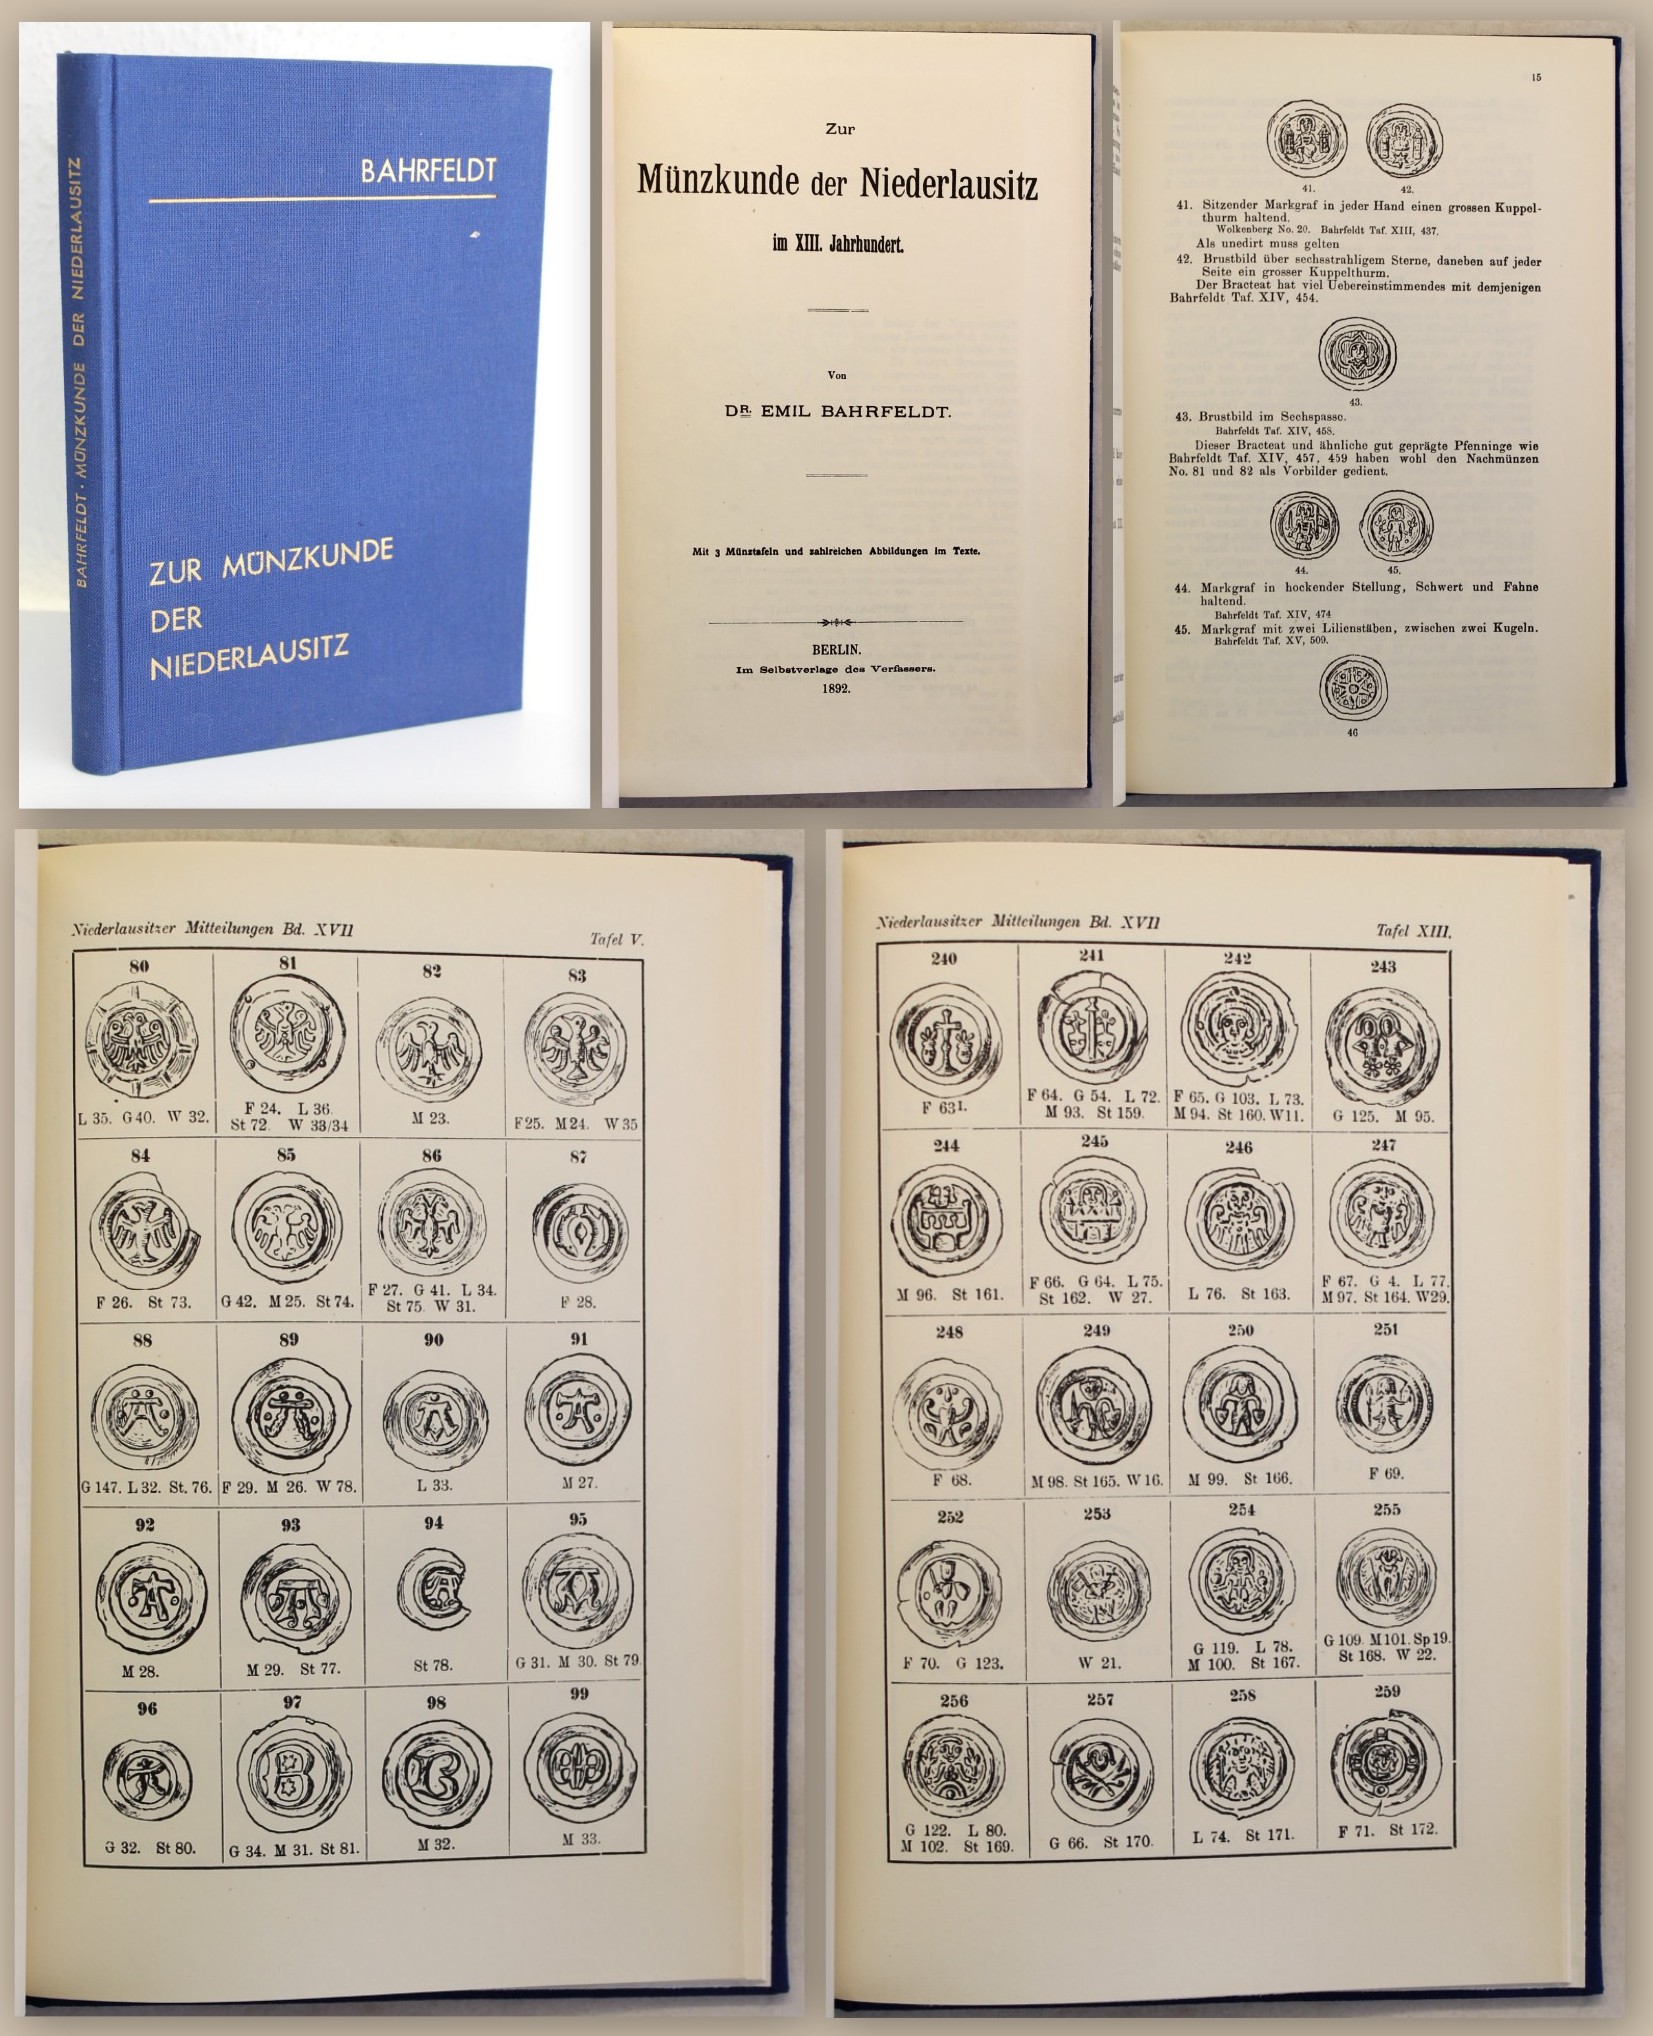 BAHRFELDT · MÜNZKUNDE DER NIEDERLAUSITZ
BAHRFELDT
ZUR MÜNZKUNDE
DER
NIEDERLAUSITZ
Zur
Münzkunde der Niederlausitz
im XIII. Jahrhundert.
Von
DR. EMIL BAHRFELDT.
Mit 3 Münztafeln und zahlreichen Abbildungen im Texte.
BERLIN.
Im Selbstverlage des Verfassers.
1892.
15
41. 42.
41. Sitzender Markgraf in jeder Hand einen grossen Kuppel-
thurm haltend.
Wolkenberg No. 20. Bahrfeldt Taf. XIII, 437.
Als unedirt muss gelten
42. Brustbild über sechsstrahligem Sterne, daneben auf jeder
Seite ein grosser Kuppelthurm.
Der Bracteat hat viel Uebereinstimmendes mit demjenigen
Bahrfeldt Taf. XIV, 454.
43.
43. Brustbild im Sechspasse.
Bahrfeldt Taf. XIV, 458.
Dieser Bracteat und ähnliche gut geprägte Pfenninge wie
Bahrfeldt Taf. XIV, 457, 459 haben wohl den Nachmünzen
No. 81 und 82 als Vorbilder gedient.
44. 45.
44. Markgraf in hockender Stellung, Schwert und Fahne
haltend.
Bahrfeldt Taf. XIV, 474
45. Markgraf mit zwei Lilienstäben, zwischen zwei Kugeln.
Bahrfeldt Taf. XV, 509.
46
Niederlausitzer Mitteilungen Bd. XVII
Tafel V.
80 81 82 83
L 35. G 40. W 32.
F 24. L 36.
St 72. W 33/34
M 23.
F 25. M 24. W 35
84 85 86 87
F 26. St 73.
G 42. M 25. St 74.
F 27. G 41. L 34.
St 75. W 31.
F 28.
88 89 90 91
G 147. L 32. St. 76.
F 29. M 26. W 78.
L 33.
M 27.
92 93 94 95
M 28.
M 29. St 77.
St 78.
G 31. M 30. St 79.
96 97 98 99
G 32. St 80.
G 34. M 31. St 81.
M 32.
M 33.
Niederlausitzer Mitteilungen Bd. XVII
Tafel XIII.
240 241 242 243
F 631.
F 64. G 54. L 72.
M 93. St 159.
F 65. G 103. L 73.
M 94. St 160. W 11.
G 125. M 95.
244 245 246 247
M 96. St 161.
F 66. G 64. L 75.
St 162. W 27.
L 76. St 163.
F 67. G 4. L 77.
M 97. St 164. W 29.
248 249 250 251
F 68.
M 98. St 165. W 16.
M 99. St 166.
F 69.
252 253 254 255
F 70. G 123.
W 21.
G 119. L 78.
M 100. St 167.
G 109. M 101. Sp 19.
St 168. W 22.
256 257 258 259
G 122. L 80.
M 102. St 169.
G 66. St 170.
L 74. St 171.
F 71. St 172.